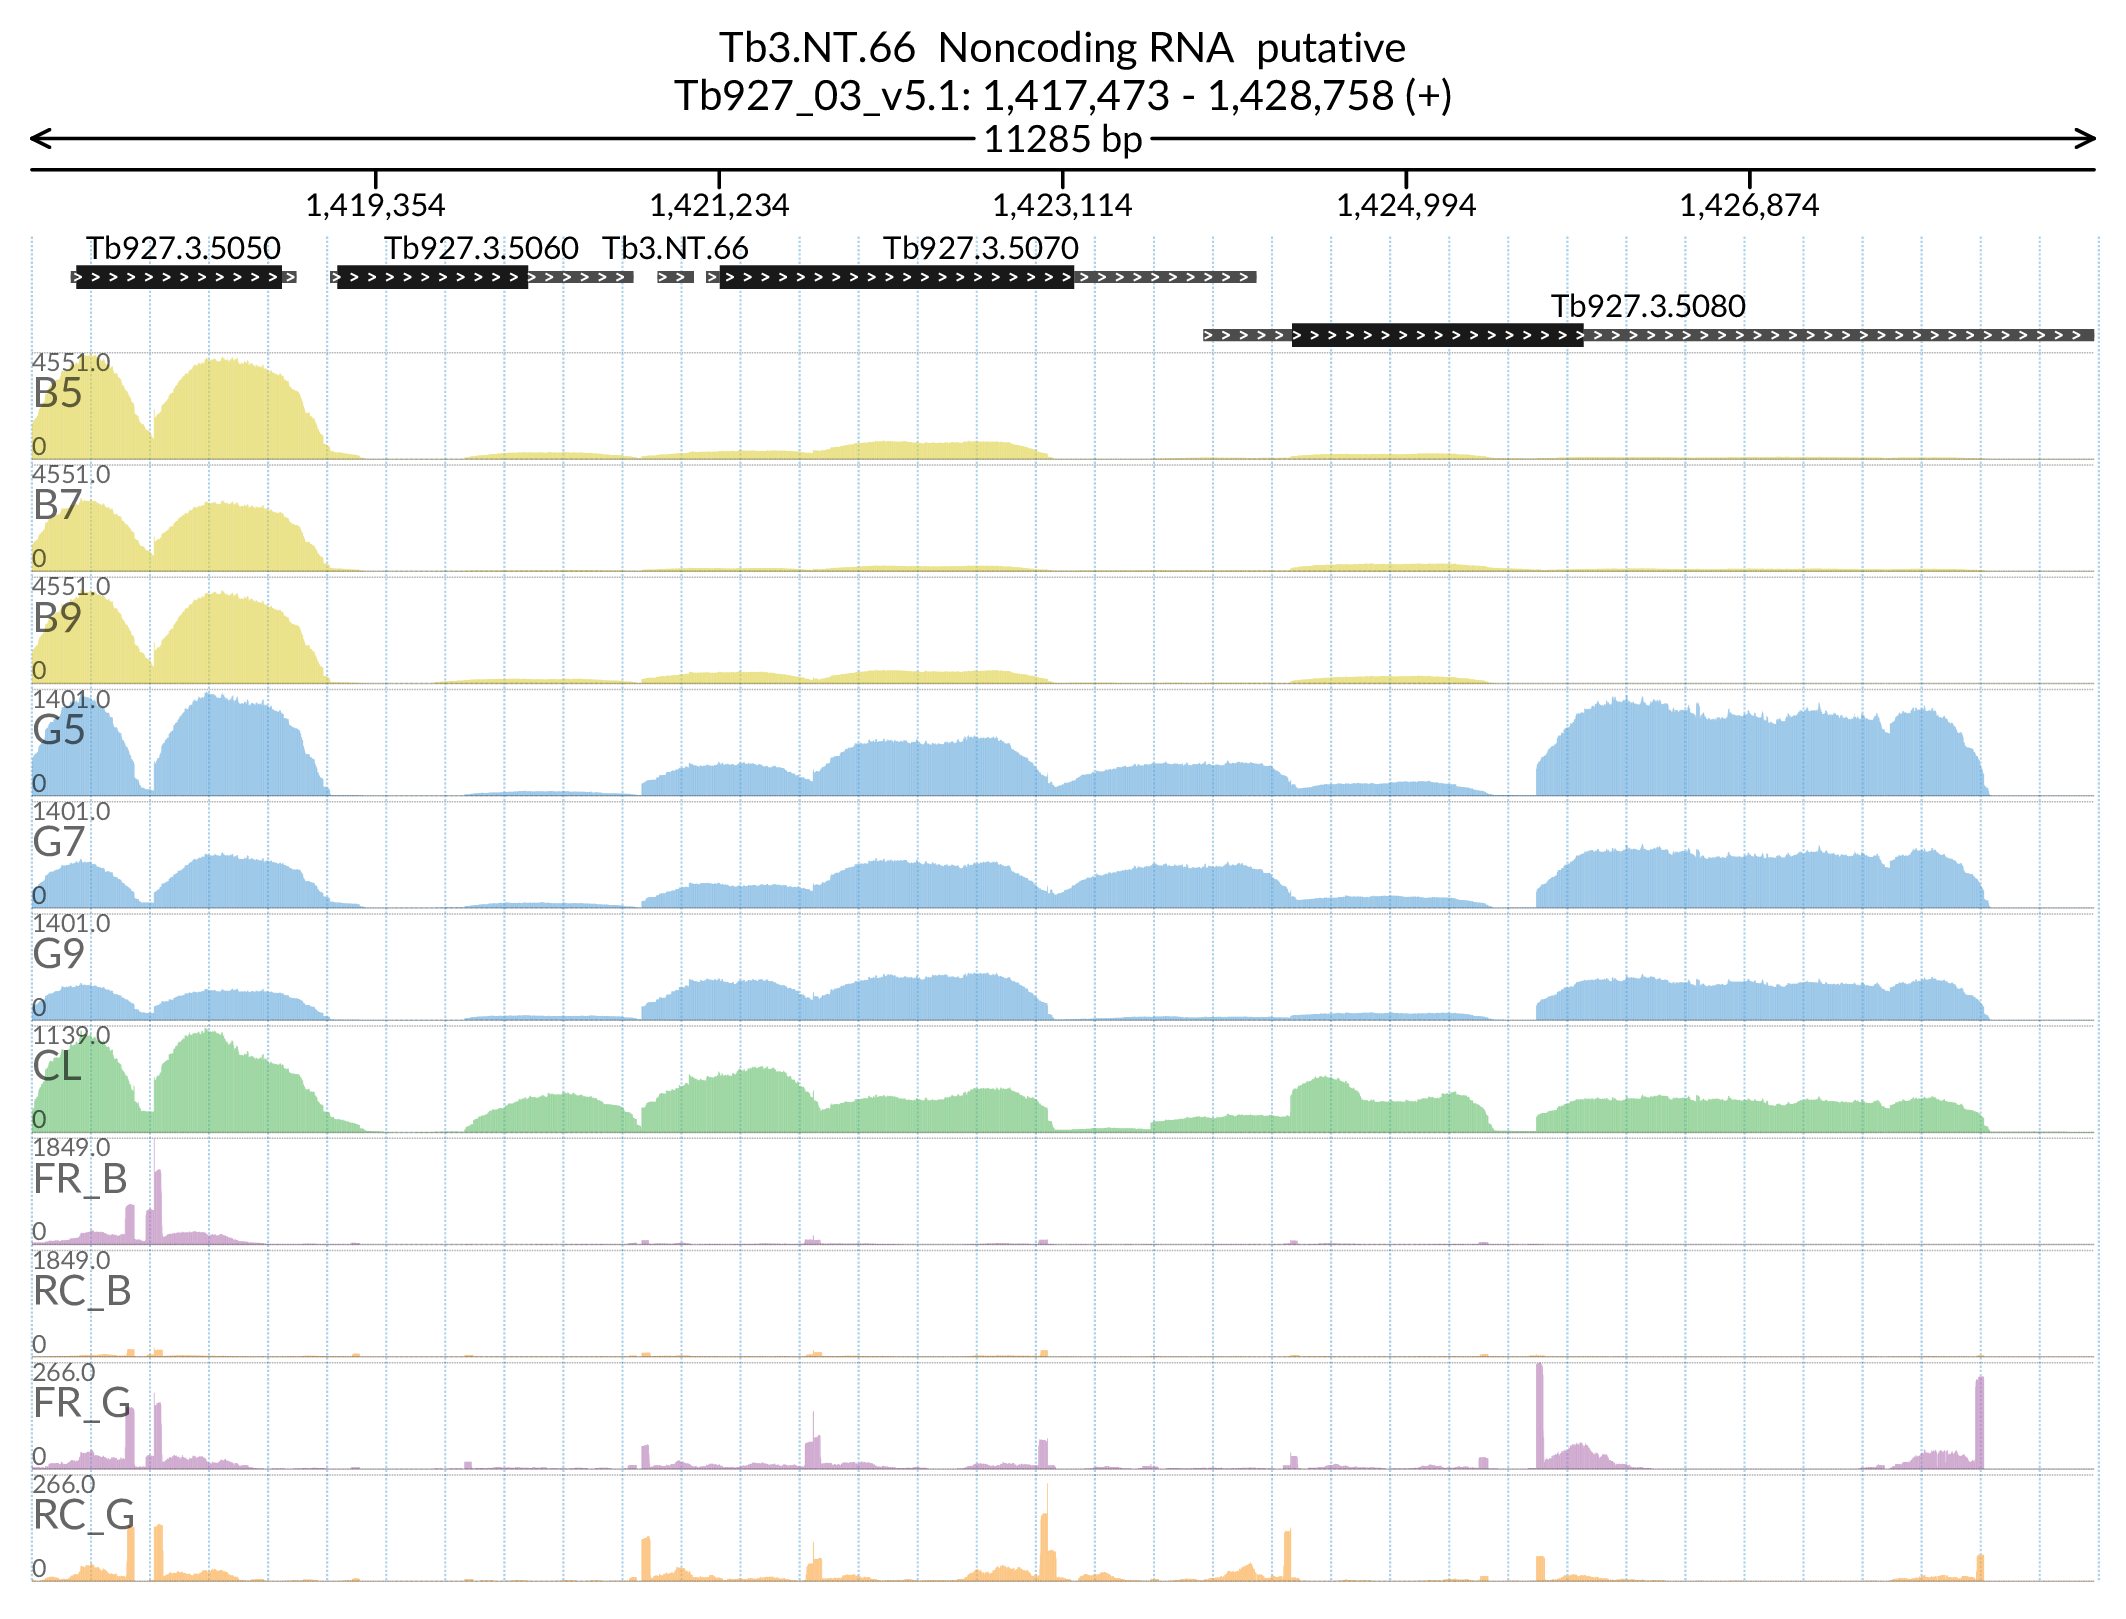 Tb3.NT.66 Noncoding RNA putative
Tb927_03_v5.1: 1,417,473 - 1,428,758 (+)
11285 bp
1,419,354 1,421,234 1,423,114 1,424,994 1,426,874
Tb927.3.5050 Tb927.3.5060 Tb3.NT.66 Tb927.3.5070
Tb927.3.5080
4551.0
B5
0
4551.0
B7
0
4551.0
B9
0
1401.0
G5
0
1401.0
G7
0
1401.0
G9
0
1139.0
CL
0
1849.0
FR_B
0
1849.0
RC_B
0
266.0
FR_G
0
266.0
RC_G
0